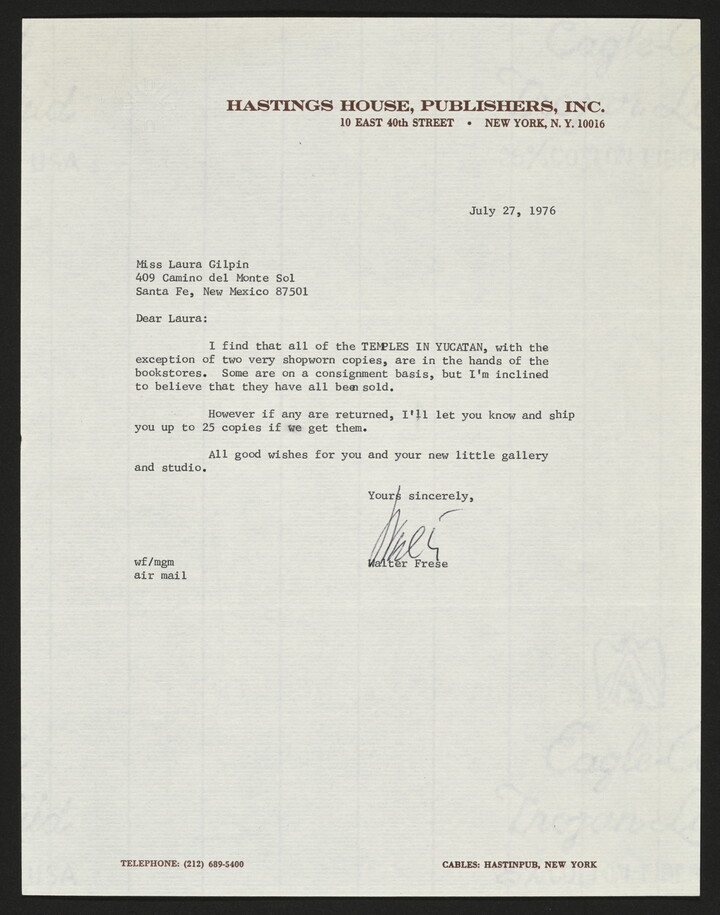 HASTINGS HOUSE, PUBLISHERS, INC.
10 EAST 40th STREET • NEW YORK, N. Y. 10016
July 27, 1976
Miss Laura Gilpin
409 Camino del Monte Sol
Santa Fe, New Mexico 87501
Dear Laura:
I find that all of the TEMPLES IN YUCATAN, with the
exception of two very shopworn copies, are in the hands of the
bookstores. Some are on a consignment basis, but I'm inclined
to believe that they have all been sold.
However if any are returned, I'll let you know and ship
you up to 25 copies if we get them.
All good wishes for you and your new little gallery
and studio.
Yours sincerely,
Walt
Walter Frese
wf/mgm
air mail
Eagle-
Trojan
TELEPHONE: (212) 689-5400
CABLES: HASTINPUB, NEW YORK